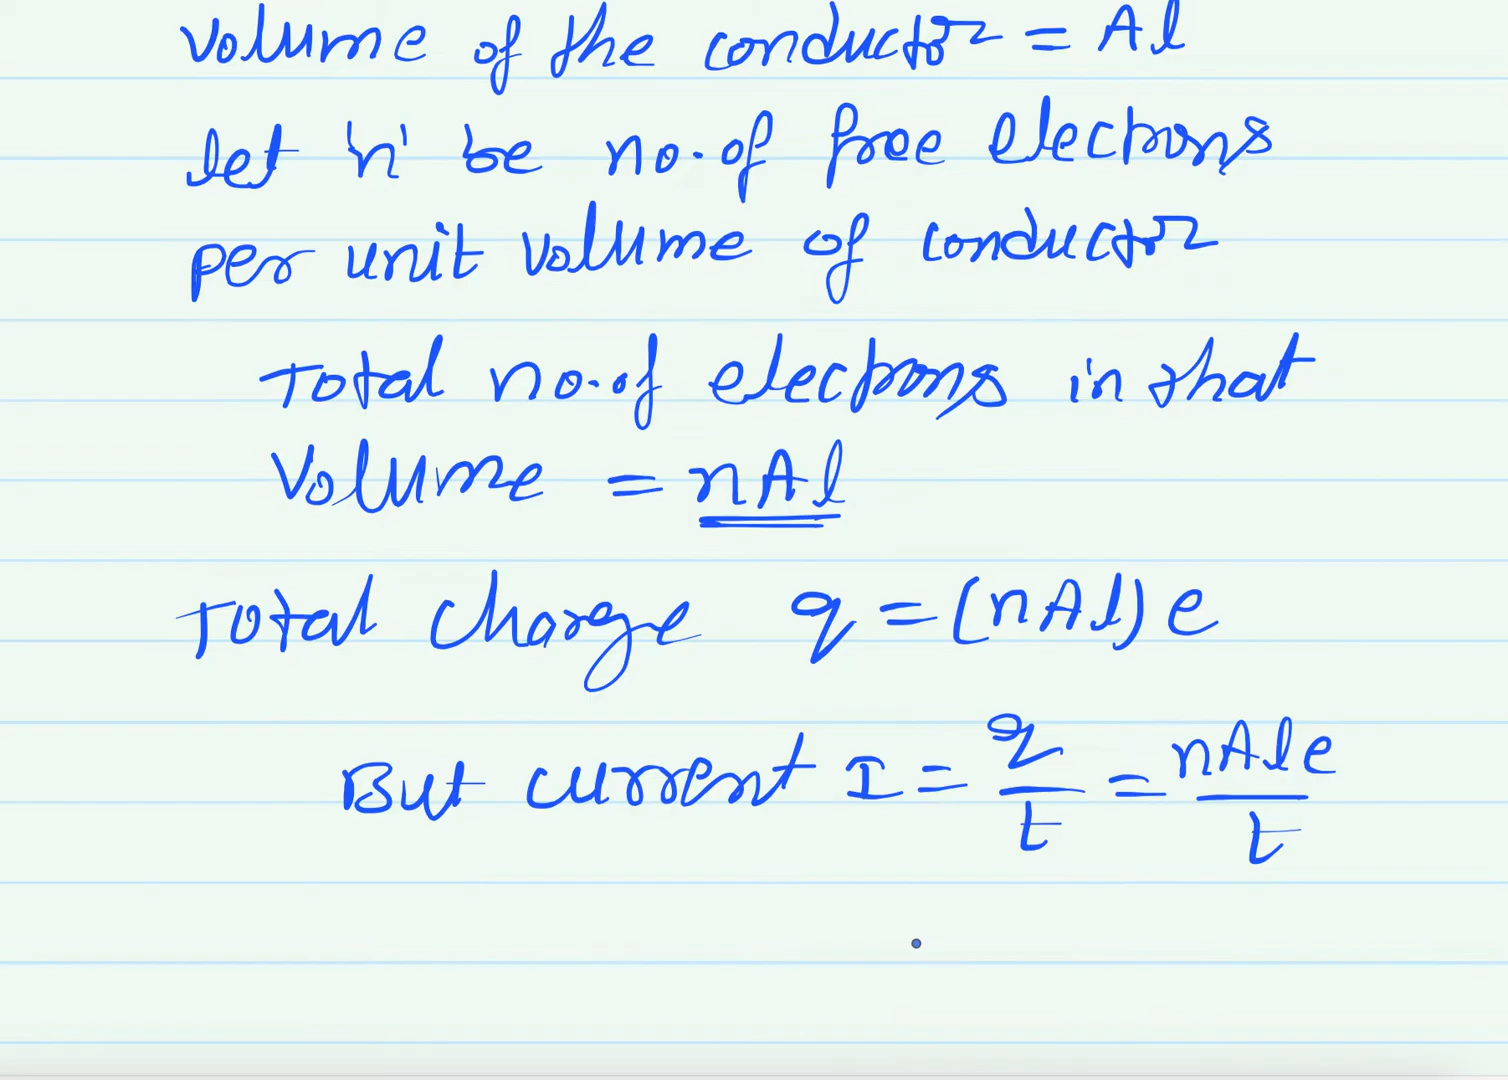 Volume of the conductor = Al
let 'n' be no. of free electrons
per unit volume of conductor
Total no. of electrons in that
Volume = nAl
Total charge q = (nAl) e
But current I = q/t = nAle/t